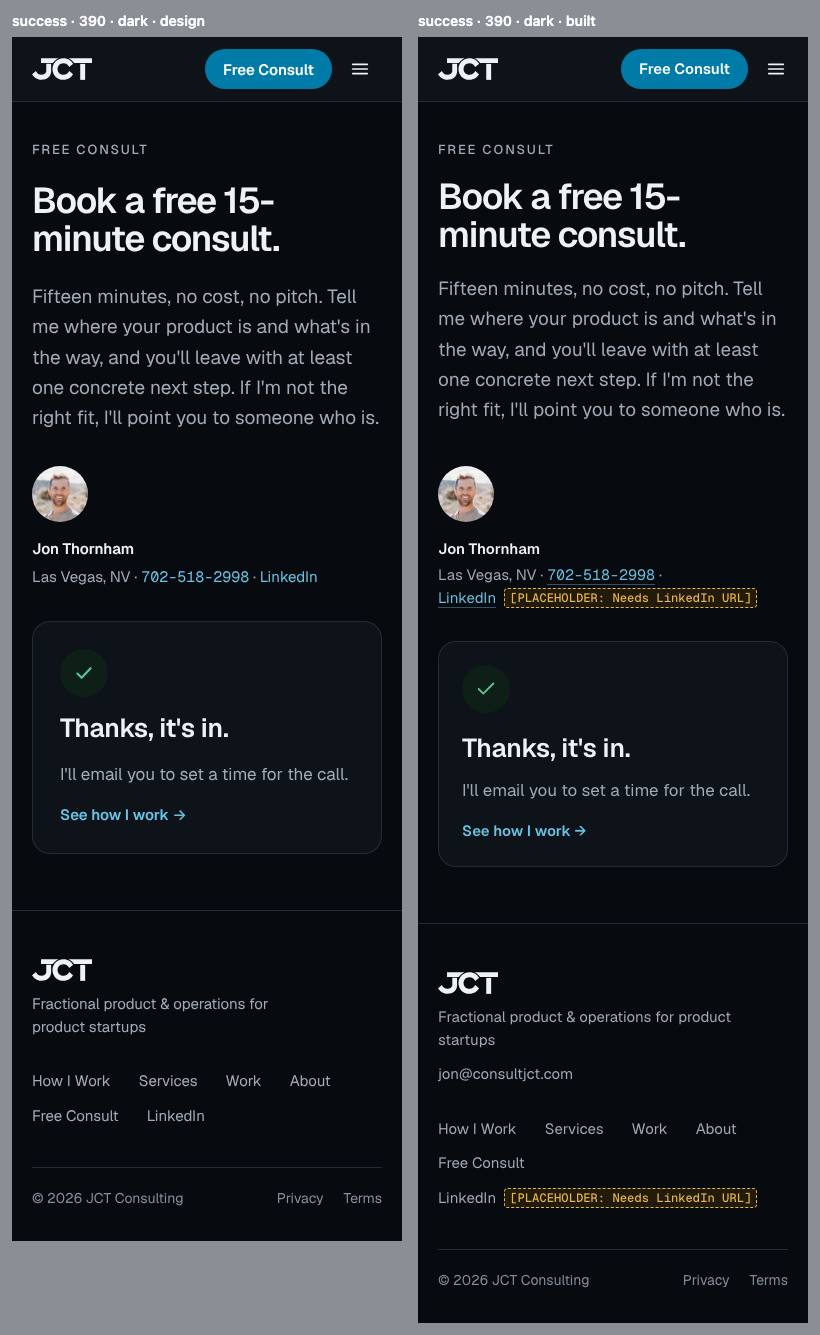 success · 390 · dark · design
JCT
Free Consult
FREE CONSULT
Book a free 15-
minute consult.
Fifteen minutes, no cost, no pitch. Tell
me where your product is and what's in
the way, and you'll leave with at least
one concrete next step. If I'm not the
right fit, I'll point you to someone who is.
Jon Thornham
Las Vegas, NV · 702-518-2998 · LinkedIn
Thanks, it's in.
I'll email you to set a time for the call.
See how I work →
JCT
Fractional product & operations for
product startups
How I Work Services Work About
Free Consult LinkedIn
© 2026 JCT Consulting Privacy Terms
success · 390 · dark · built
JCT
Free Consult
FREE CONSULT
Book a free 15-
minute consult.
Fifteen minutes, no cost, no pitch. Tell
me where your product is and what's in
the way, and you'll leave with at least
one concrete next step. If I'm not the
right fit, I'll point you to someone who is.
Jon Thornham
Las Vegas, NV · 702-518-2998 ·
LinkedIn [PLACEHOLDER: Needs LinkedIn URL]
Thanks, it's in.
I'll email you to set a time for the call.
See how I work →
JCT
Fractional product & operations for product
startups
jon@consultjct.com
How I Work Services Work About
Free Consult
LinkedIn [PLACEHOLDER: Needs LinkedIn URL]
© 2026 JCT Consulting Privacy Terms